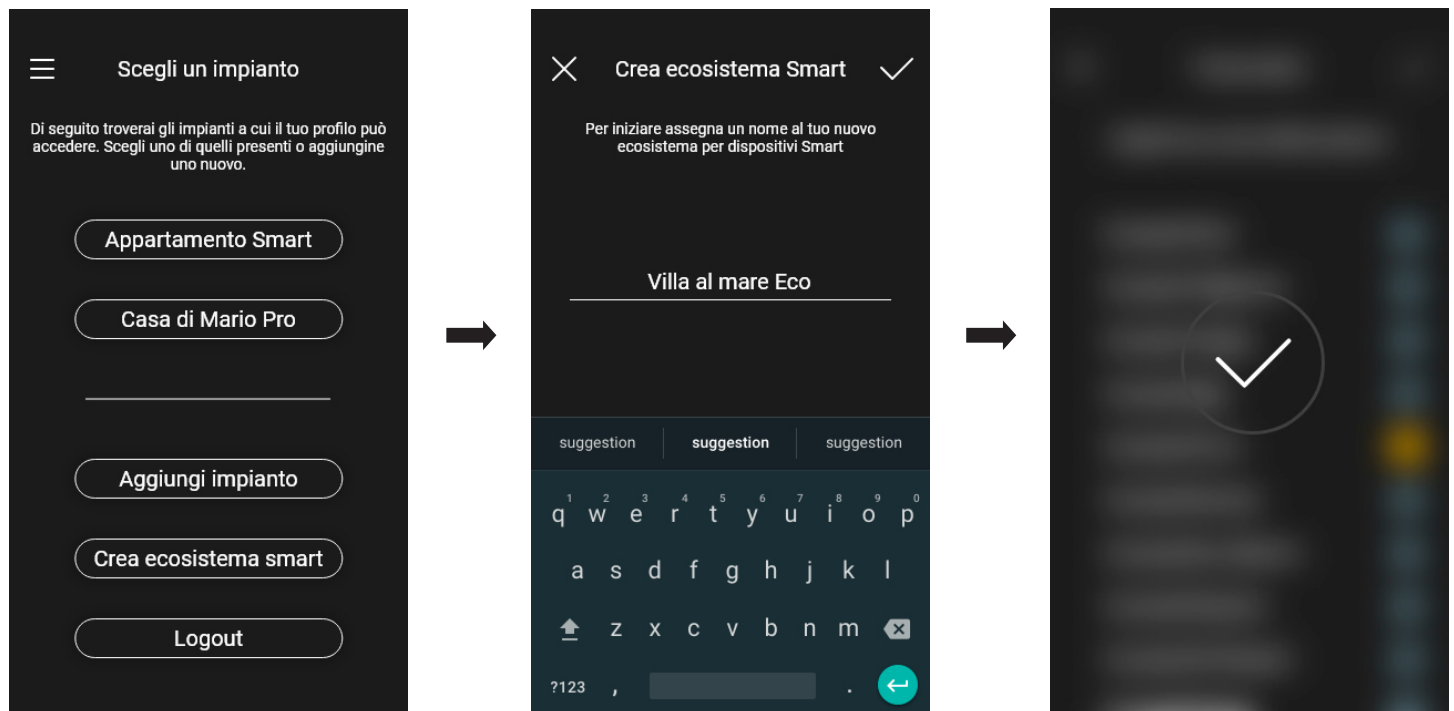 Scegli un impianto
Di seguito troverai gli impianti a cui il tuo profilo può
accedere. Scegli uno di quelli presenti o aggiungine
uno nuovo.
Appartamento Smart
Casa di Mario Pro
Aggiungi impianto
Crea ecosistema smart
Logout
Crea ecosistema Smart
Per iniziare assegna un nome al tuo nuovo
ecosistema per dispositivi Smart
Villa al mare Eco
suggestion suggestion suggestion
1 2 3 4 5 6 7 8 9 0
q w e r t y u i o p
a s d f g h j k l
z x c v b n m
?123 , .